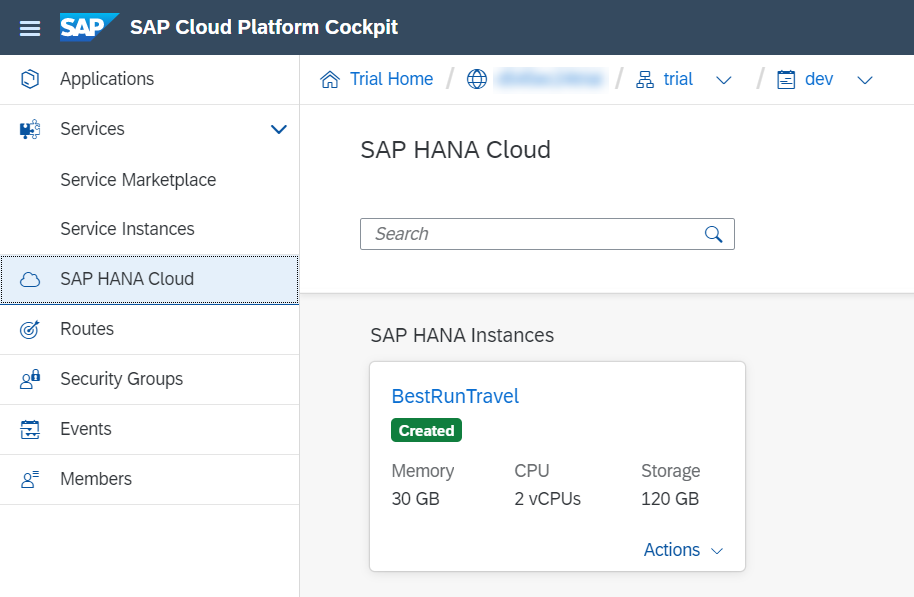 SAP SAP Cloud Platform Cockpit
Applications
Services
Service Marketplace
Service Instances
SAP HANA Cloud
Routes
Security Groups
Events
Members
Trial Home / / trial / dev
SAP HANA Cloud
Search
SAP HANA Instances
BestRunTravel
Created
Memory CPU Storage
30 GB 2 vCPUs 120 GB
Actions